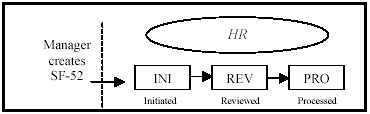 HR
Manager
creates
SF-52
INI REV PRO
Initiated Reviewed Processed